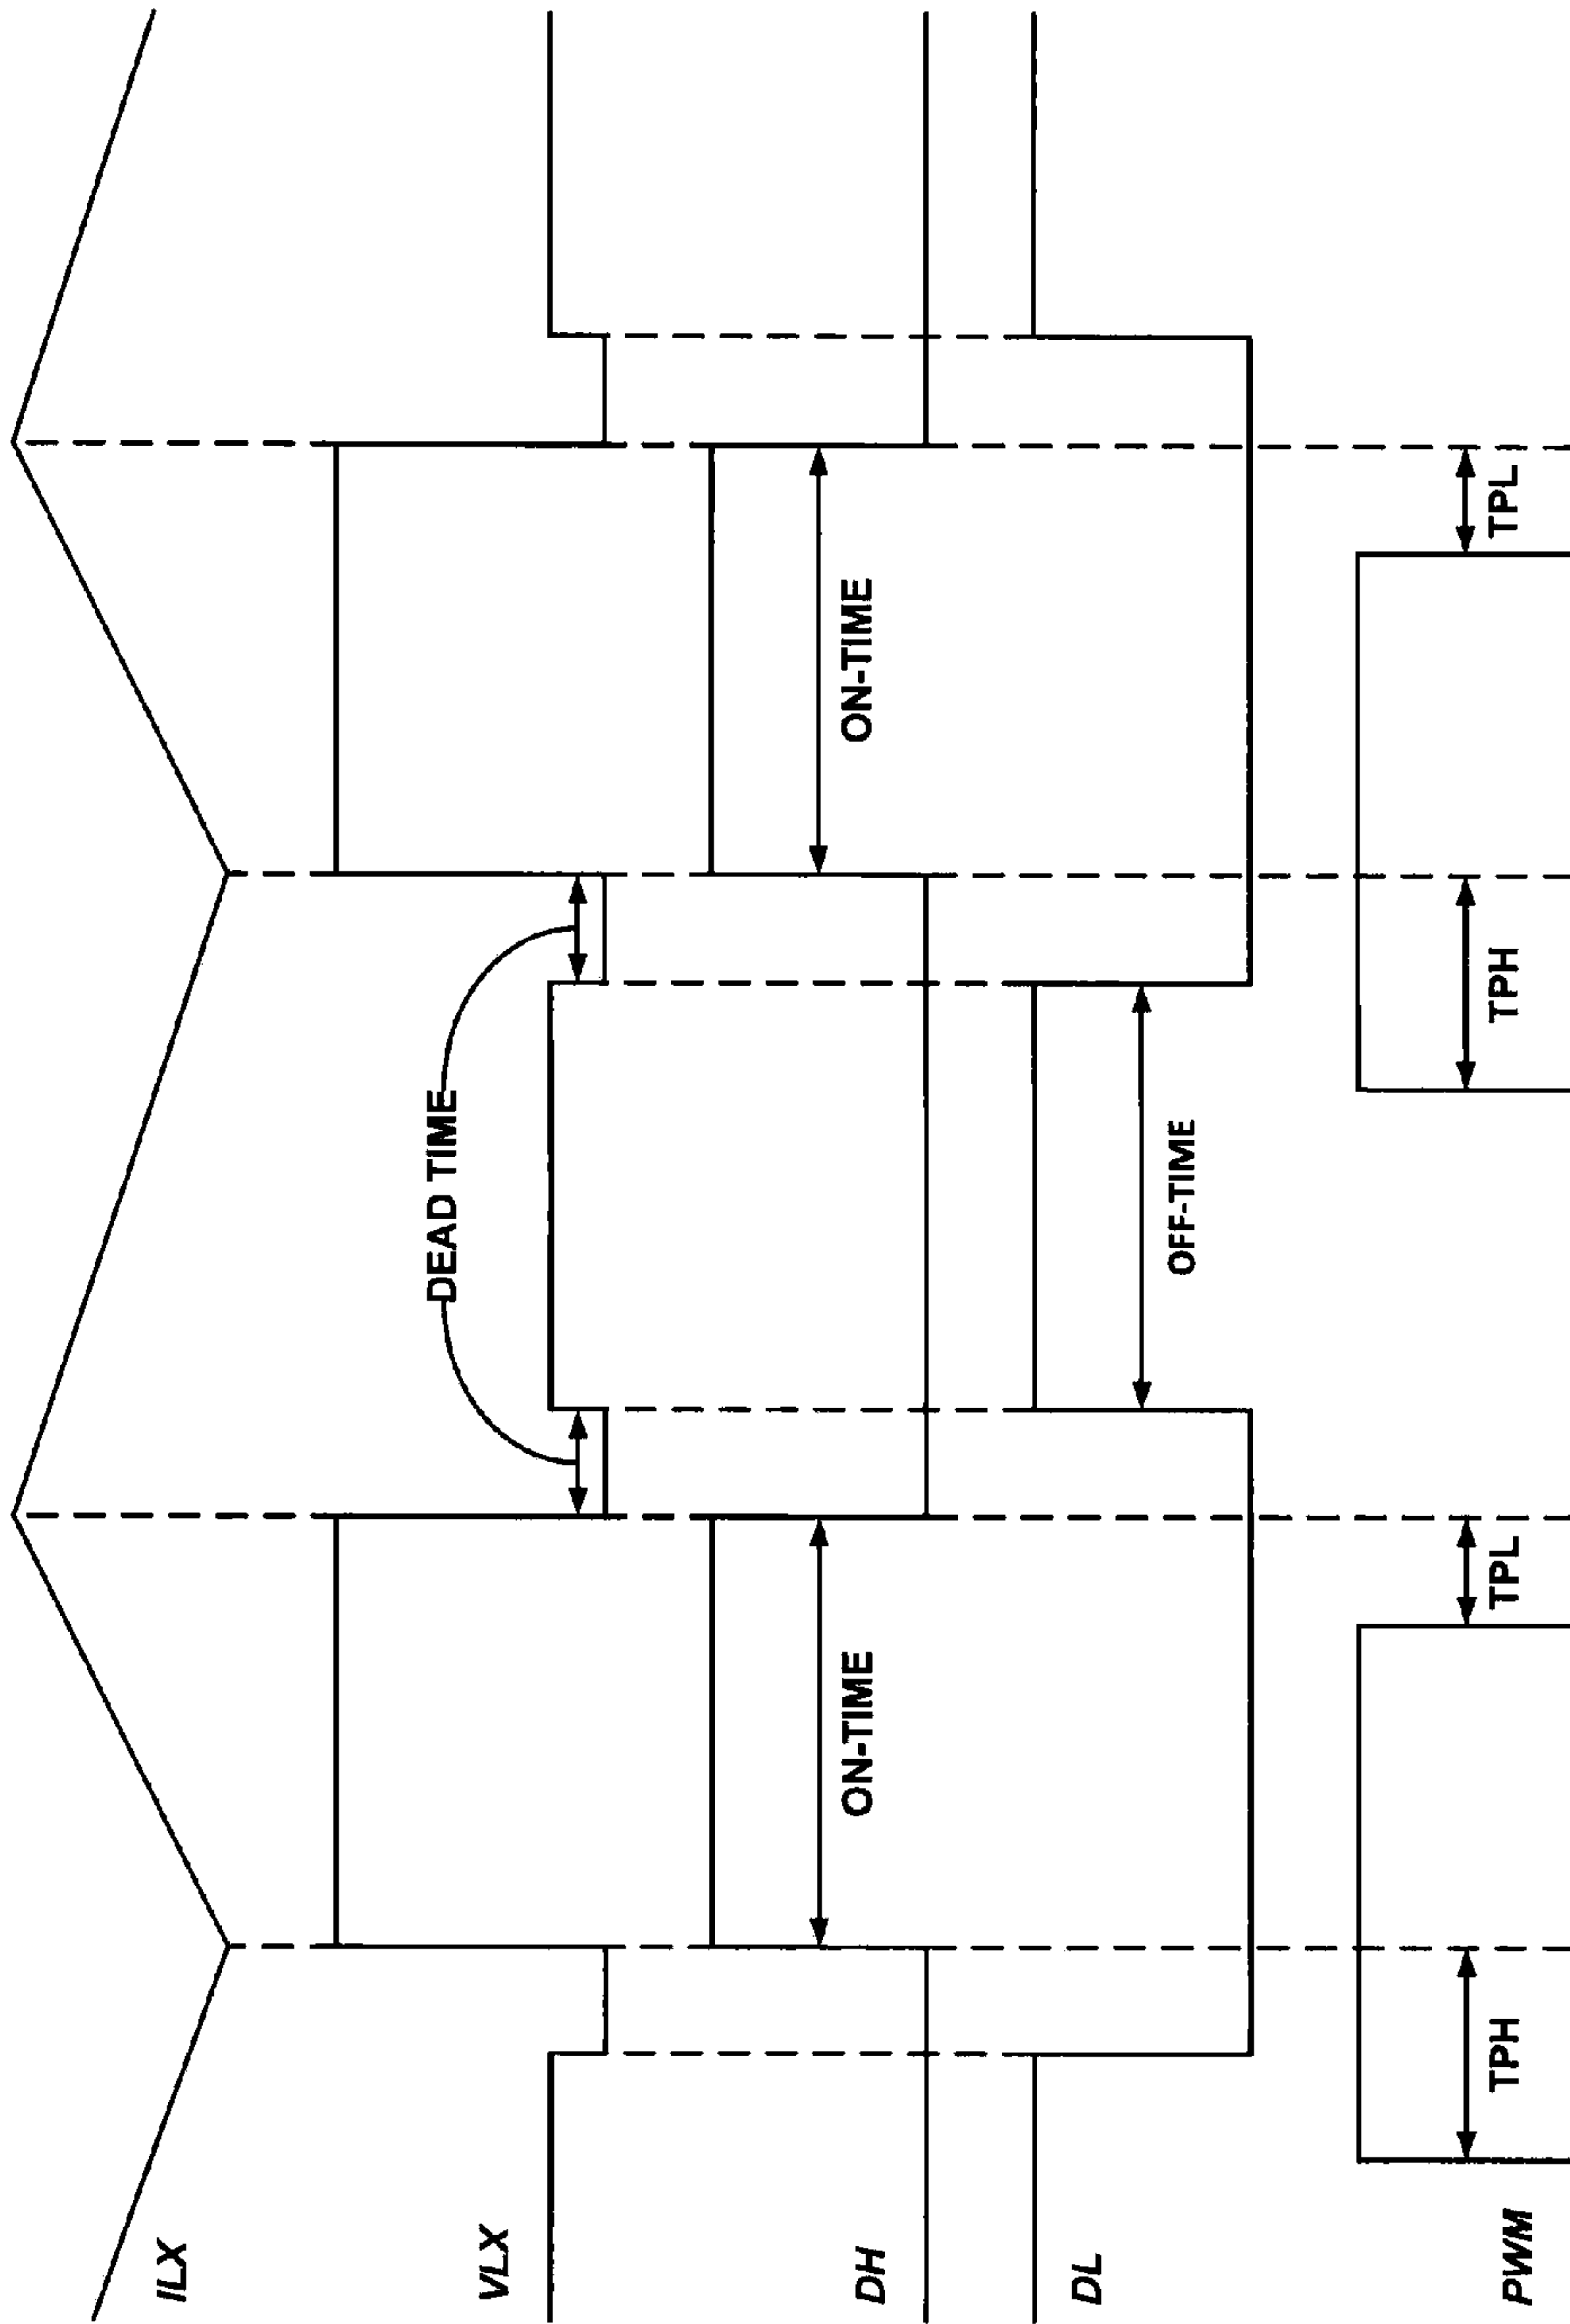 ILX
DEAD TIME
VLX
ON-TIME
ON-TIME
DH
DL
OFF-TIME
TPH
TPL
TPH
TPL
PWM